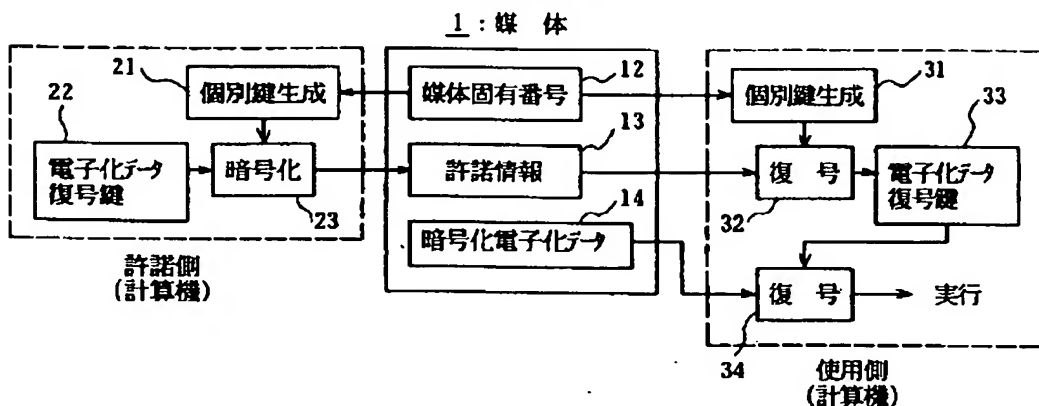 1：媒 体
21
個別鍵生成
22
電子化データ
復号鍵
暗号化
23
許諾側
(計算機)
12
媒体固有番号
13
許諾情報
14
暗号化電子化データ
31
個別鍵生成
33
復 号
32
電子化データ
復号鍵
復 号
34
実行
使用側
(計算機)